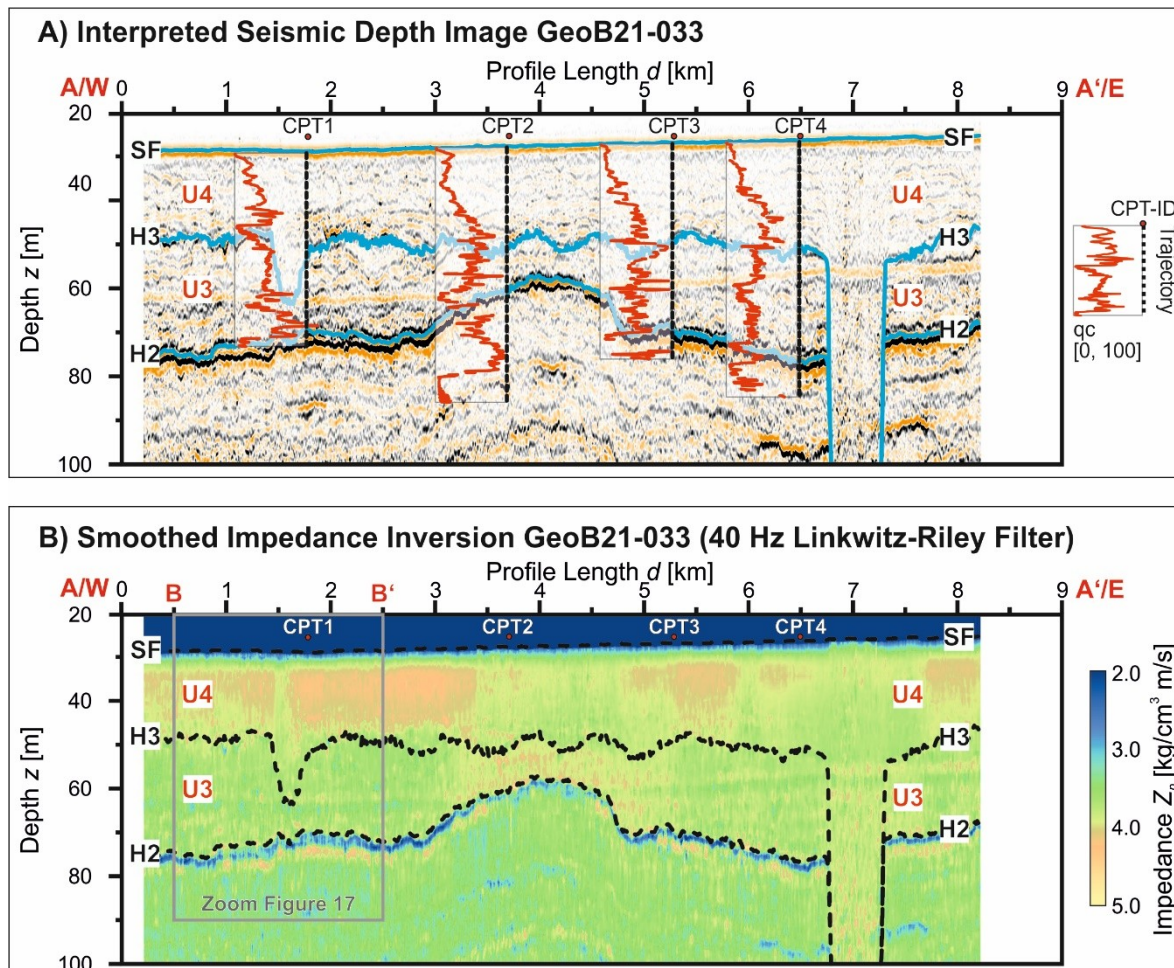 A) Interpreted Seismic Depth Image GeoB21-033
Profile Length d [km]
A/W 0 1 2 3 4 5 6 7 8 9 A‘/E
20
CPT1 CPT2 CPT3 CPT4
SF SF
40
U4 U4
CPT-ID
H3 H3
Trajectory
60
U3 U3
Depth z [m]
H2 H2
qc
[0, 100]
80
100
B) Smoothed Impedance Inversion GeoB21-033 (40 Hz Linkwitz-Riley Filter)
Profile Length d [km]
A/W 0 B 1 2 B‘ 3 4 5 6 7 8 9 A‘/E
20
CPT1 CPT2 CPT3 CPT4
SF SF
2.0
U4 U4
40
H3 H3
3.0
60
U3 U3
Depth z [m]
4.0
H2 H2
80
Zoom Figure 17
5.0
Impedance Zp [kg/cm³ m/s]
100